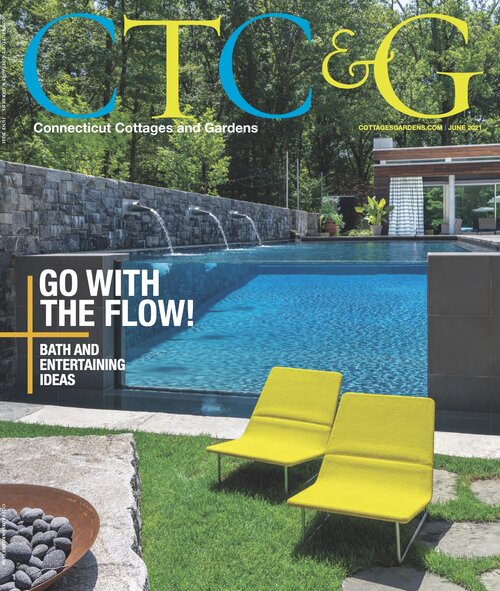 CTC&G
Connecticut Cottages and Gardens
COTTAGESGARDENS.COM | JUNE 2021
GO WITH
THE FLOW!
BATH AND
ENTERTAINING
IDEAS